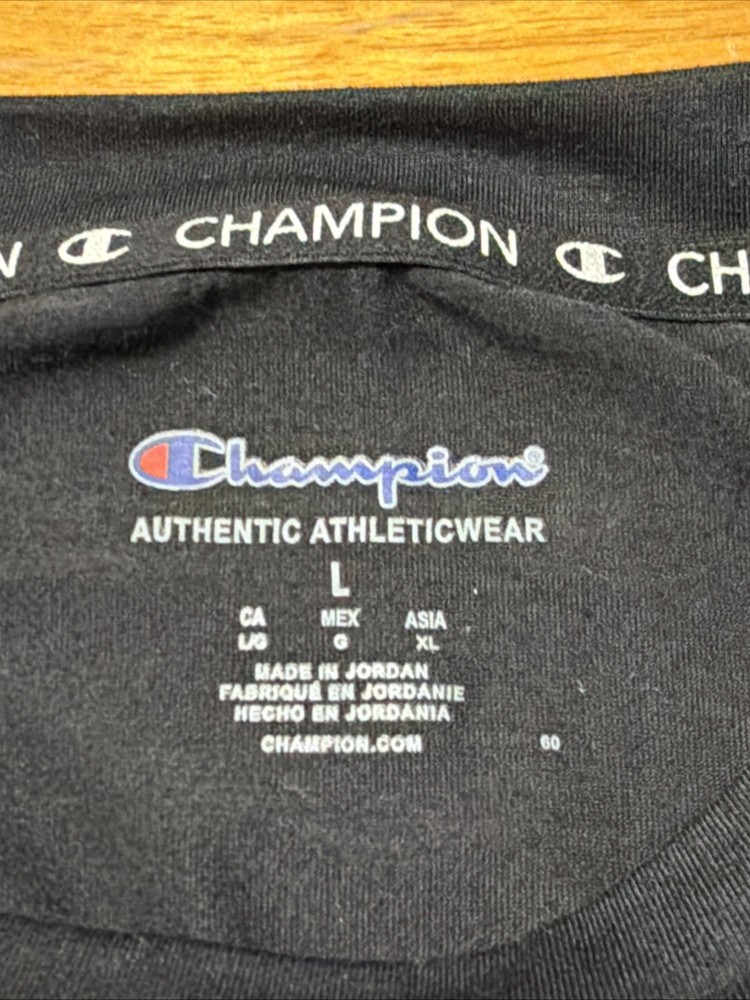 N CHAMPION CH
Champion®
AUTHENTIC ATHLETICWEAR
L
CA MEX ASIA
L/G G XL
MADE IN JORDAN
FABRIQUÉ EN JORDANIE
HECHO EN JORDANIA
CHAMPION.COM 60